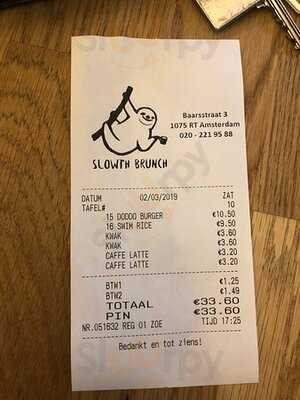 Baarsstraat 3
1075 RT Amsterdam
020 - 221 95 88
SLOWTH BRUNCH
DATUM 02/03/2019 ZAT
TAFEL# 10
15 DODOO BURGER €10.50
16 SWIM RICE €9.50
KWAK €3.60
KWAK €3.60
CAFFE LATTE €3.20
CAFFE LATTE €3.20
BTW1 €1.25
BTW2 €1.49
TOTAAL €33.60
PIN €33.60
NR.051632 REG 01 ZOE TIJD 17:25
Bedankt en tot ziens!